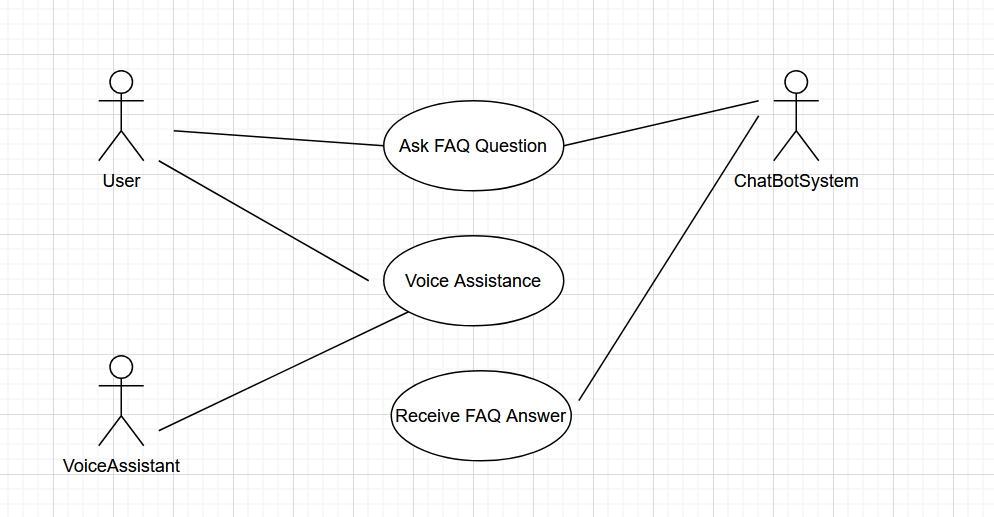 Ask FAQ Question
User
ChatBotSystem
Voice Assistance
Receive FAQ Answer
VoiceAssistant